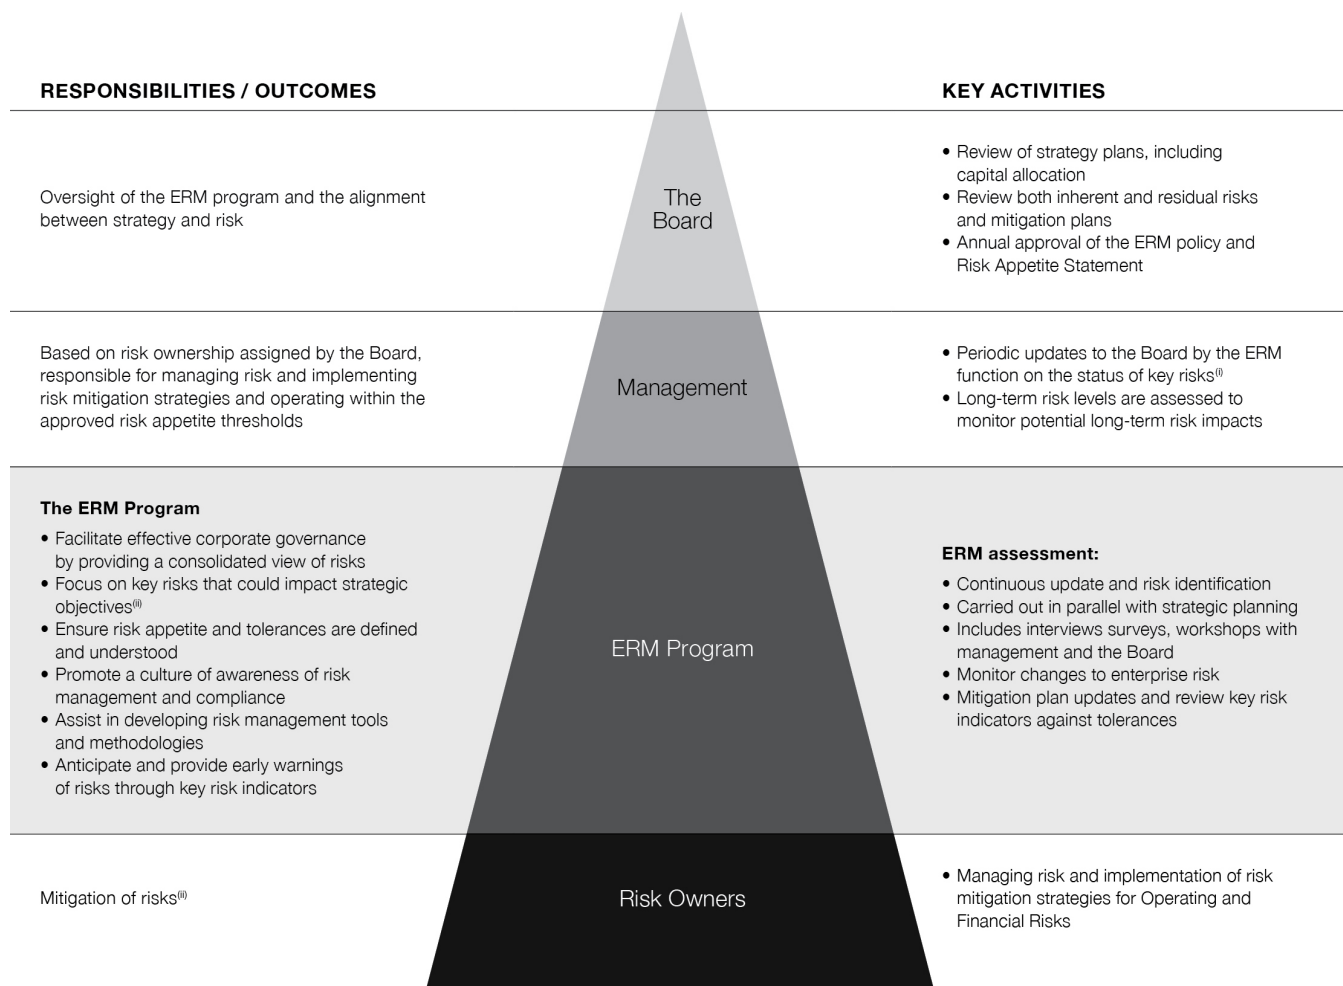 RESPONSIBILITIES / OUTCOMES
KEY ACTIVITIES
Oversight of the ERM program and the alignment
between strategy and risk
The
Board
• Review of strategy plans, including
capital allocation
• Review both inherent and residual risks
and mitigation plans
• Annual approval of the ERM policy and
Risk Appetite Statement
Based on risk ownership assigned by the Board,
responsible for managing risk and implementing
risk mitigation strategies and operating within the
approved risk appetite thresholds
Management
• Periodic updates to the Board by the ERM
function on the status of key risks(i)
• Long-term risk levels are assessed to
monitor potential long-term risk impacts
The ERM Program
• Facilitate effective corporate governance
by providing a consolidated view of risks
• Focus on key risks that could impact strategic
objectives(ii)
• Ensure risk appetite and tolerances are defined
and understood
• Promote a culture of awareness of risk
management and compliance
• Assist in developing risk management tools
and methodologies
• Anticipate and provide early warnings
of risks through key risk indicators
ERM Program
ERM assessment:
• Continuous update and risk identification
• Carried out in parallel with strategic planning
• Includes interviews surveys, workshops with
management and the Board
• Monitor changes to enterprise risk
• Mitigation plan updates and review key risk
indicators against tolerances
Mitigation of risks(ii)
Risk Owners
• Managing risk and implementation of risk
mitigation strategies for Operating and
Financial Risks